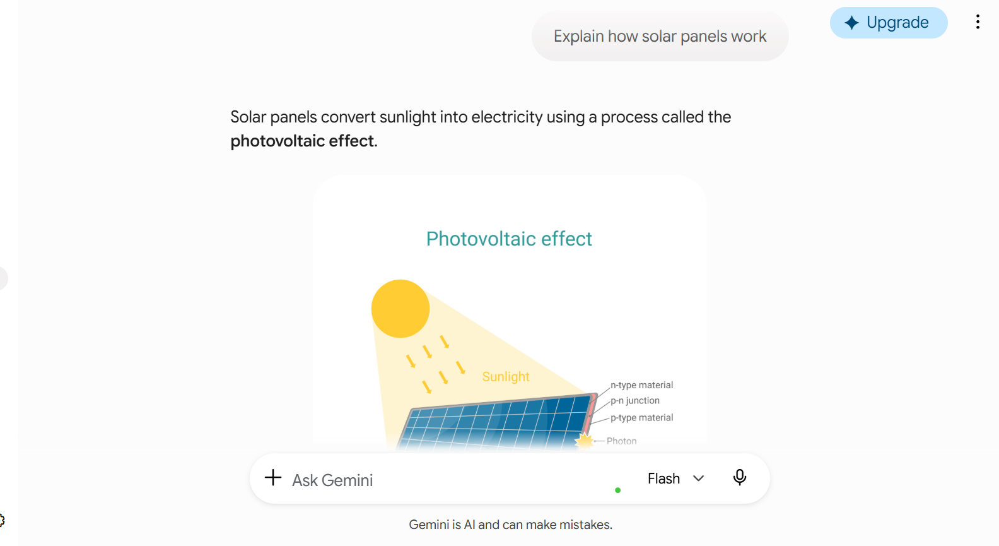 Explain how solar panels work
Upgrade
Solar panels convert sunlight into electricity using a process called the
photovoltaic effect.
Photovoltaic effect
Sunlight
n-type material
p-n junction
p-type material
Photon
Ask Gemini
Flash
Gemini is AI and can make mistakes.